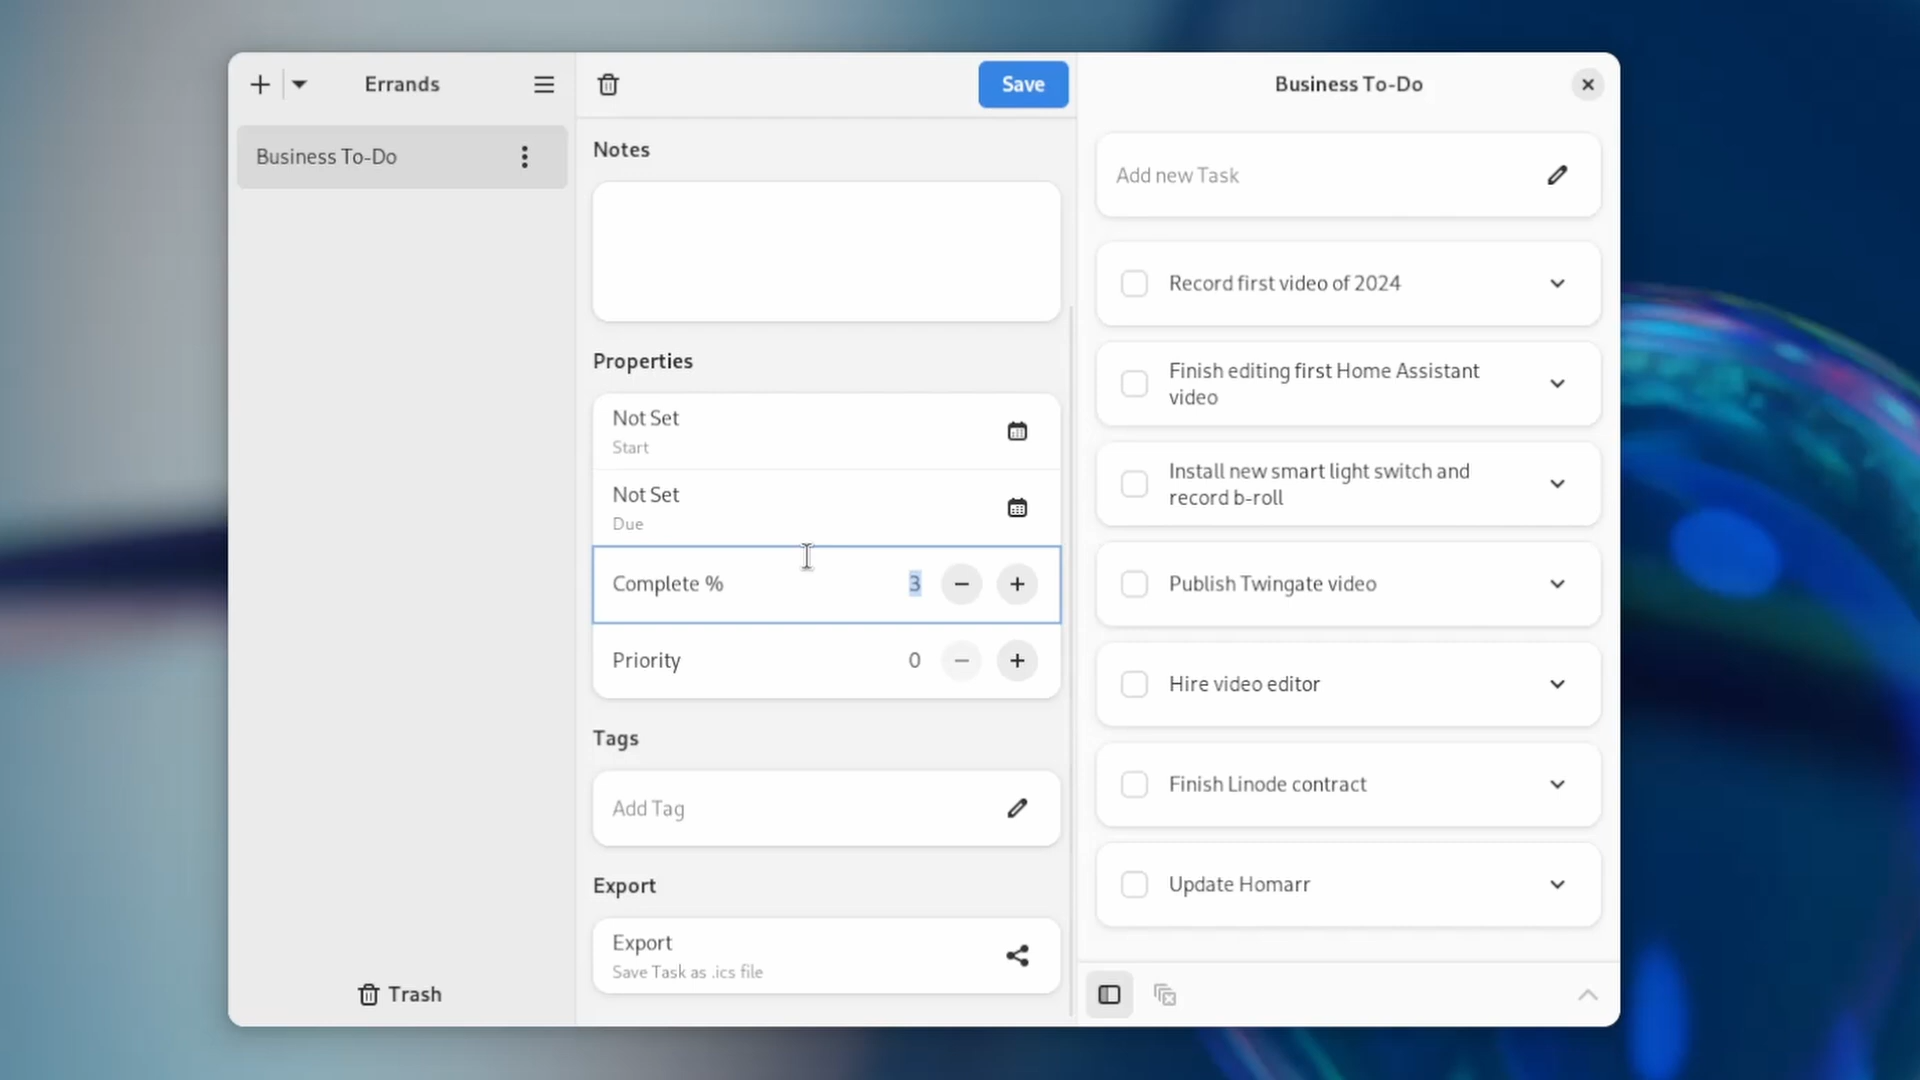 Errands
Business To-Do
Trash
Save
Notes
Properties
Not Set
Start
Not Set
Due
Complete % 3
Priority 0
Tags
Add Tag
Export
Export
Save Task as .ics file
Business To-Do
Add new Task
Record first video of 2024
Finish editing first Home Assistant
video
Install new smart light switch and
record b-roll
Publish Twingate video
Hire video editor
Finish Linode contract
Update Homarr